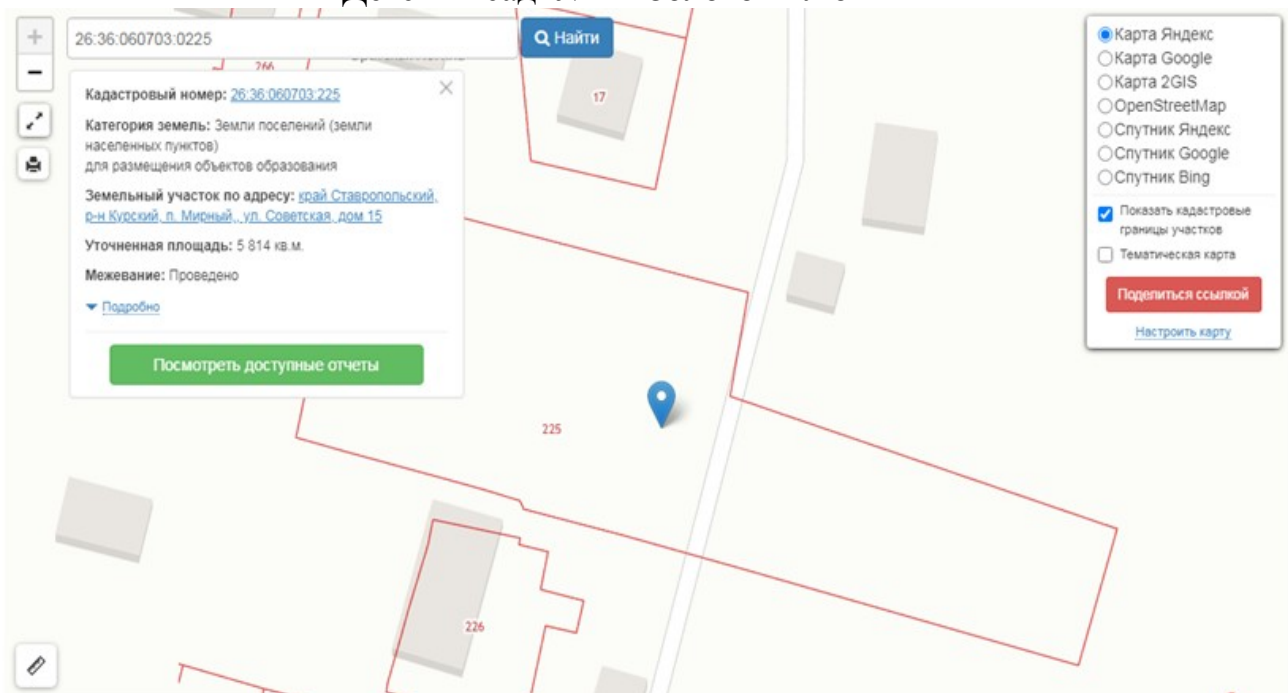 26:36:060703:0225
Найти
Кадастровый номер: 26:36:060703:225
Категория земель: Земли поселений (земли
населенных пунктов)
для размещения объектов образования
Земельный участок по адресу: край Ставропольский,
р-н Курский, п. Мирный,, ул. Советская, дом 15
Уточненная площадь: 5 814 кв.м.
Межевание: Проведено
Подробно
Посмотреть доступные отчеты
Карта Яндекс
Карта Google
Карта 2GIS
OpenStreetMap
Спутник Яндекс
Спутник Google
Спутник Bing
Показать кадастровые
границы участков
Тематическая карта
Поделиться ссылкой
Настроить карту
266
17
225
226